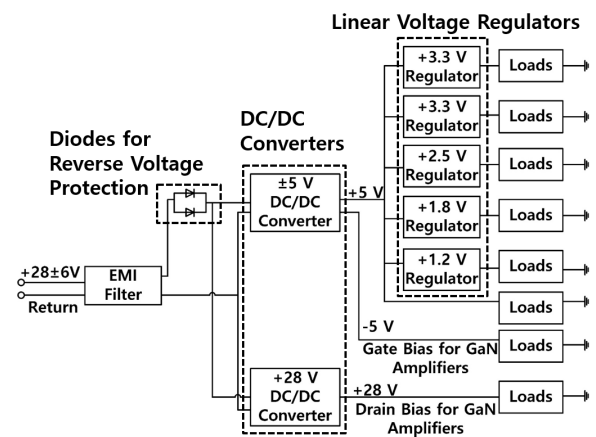 Linear Voltage Regulators
+3.3 V
Regulator
Loads
+3.3 V
Regulator
Loads
+2.5 V
Regulator
Loads
+1.8 V
Regulator
Loads
+1.2 V
Regulator
Loads
Loads
DC/DC
Converters
Diodes for
Reverse Voltage
Protection
±5 V
DC/DC
Converter
+5 V
+28±6V
Return
EMI
Filter
-5 V
Gate Bias for GaN
Amplifiers
Loads
+28 V
DC/DC
Converter
+28 V
Drain Bias for GaN
Amplifiers
Loads